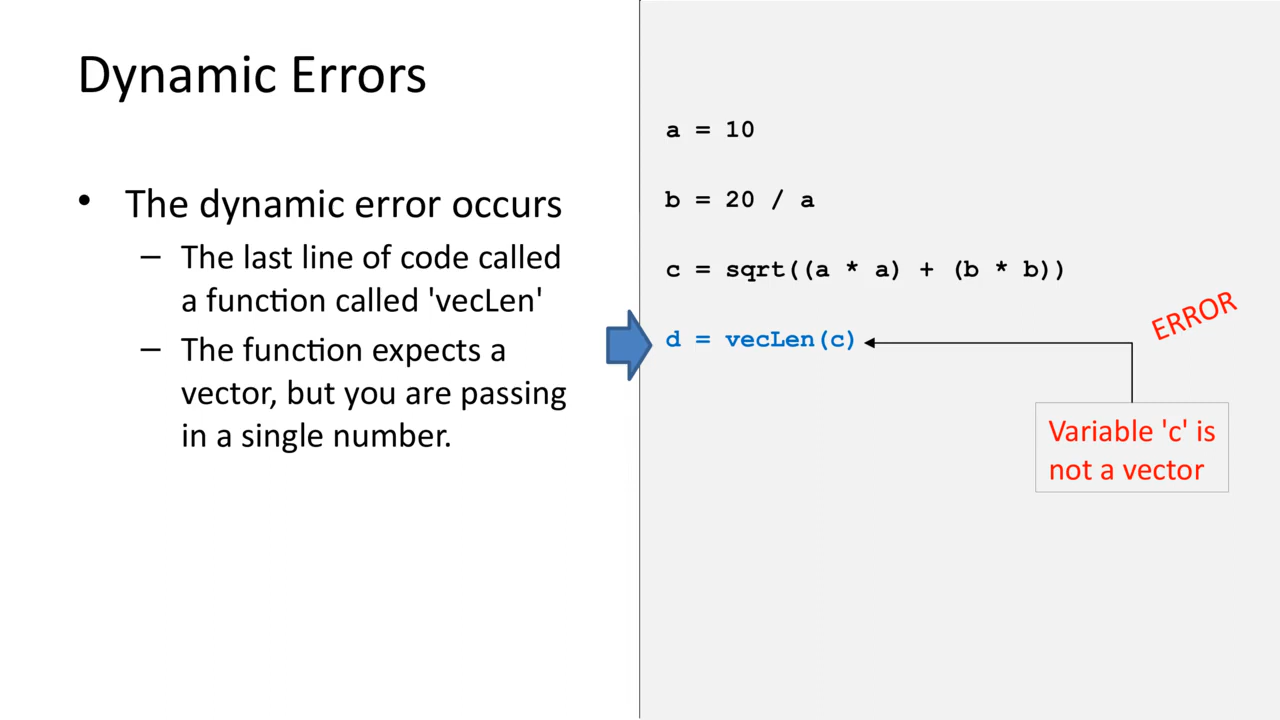 Dynamic Errors
• The dynamic error occurs
– The last line of code called
a function called 'vecLen'
– The function expects a
vector, but you are passing
in a single number.
a = 10
b = 20 / a
c = sqrt((a * a) + (b * b))
d = vecLen(c)
ERROR
Variable 'c' is
not a vector